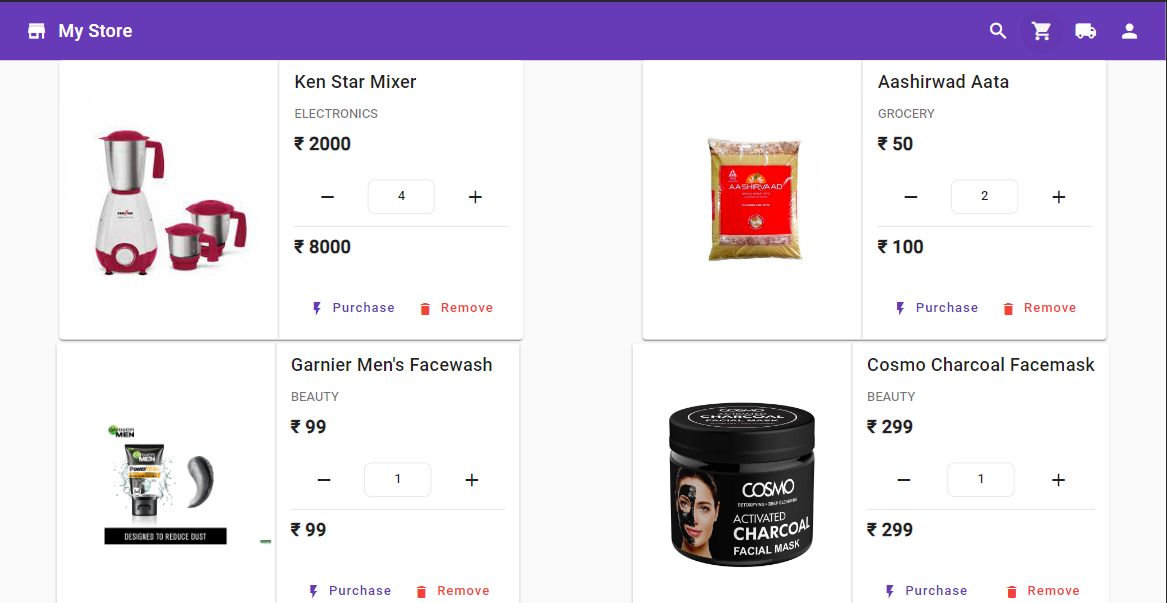 My Store
Ken Star Mixer
ELECTRONICS
₹ 2000
4
₹ 8000
Purchase
Remove
Aashirwad Aata
GROCERY
₹ 50
AASHIRVAAD
2
₹ 100
Purchase
Remove
Garnier Men's Facewash
BEAUTY
₹ 99
GARNIER
MEN
MEN
DESIGNED TO REDUCE DUST
1
₹ 99
Purchase
Remove
Cosmo Charcoal Facemask
BEAUTY
₹ 299
COSMO
FACIAL MASK
COSMO
ACTIVATED
CHARCOAL
FACIAL MASK
1
₹ 299
Purchase
Remove